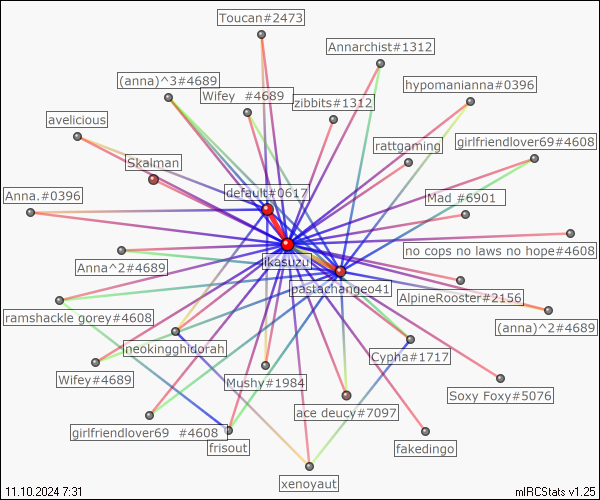 Toucan#2473
Annarchist#1312
(anna)^3#4689
hypomanianna#0396
Wifey  #4689
zibbits#1312
avelicious
rattgaming
girlfriendlover69#4608
Skalman
default#0617
Anna.#0396
Mad #6901
no cops no laws no hope#4608
ikasuzu
Anna^2#4689
pastachangeo41
AlpineRooster#2156
ramshackle gorey#4608
(anna)^2#4689
neokingghidorah
Cypha#1717
Wifey#4689
Mushy#1984
Soxy Foxy#5076
ace deucy#7097
girlfriendlover69  #4608
frisout
fakedingo
xenoyaut
11.10.2024 7:31
mIRCStats v1.25